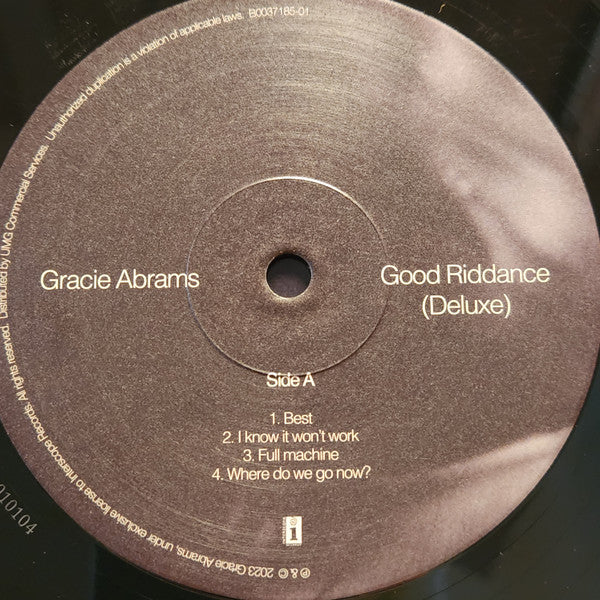 Gracie Abrams
Good Riddance
(Deluxe)
Side A
1. Best
2. I know it won't work
3. Full machine
4. Where do we go now?
i
℗ & © 2023 Gracie Abrams, under exclusive license to Interscope Records. All rights reserved. Distributed by UMG Commercial Services. Unauthorized duplication is a violation of applicable laws. B0037185-01
010104